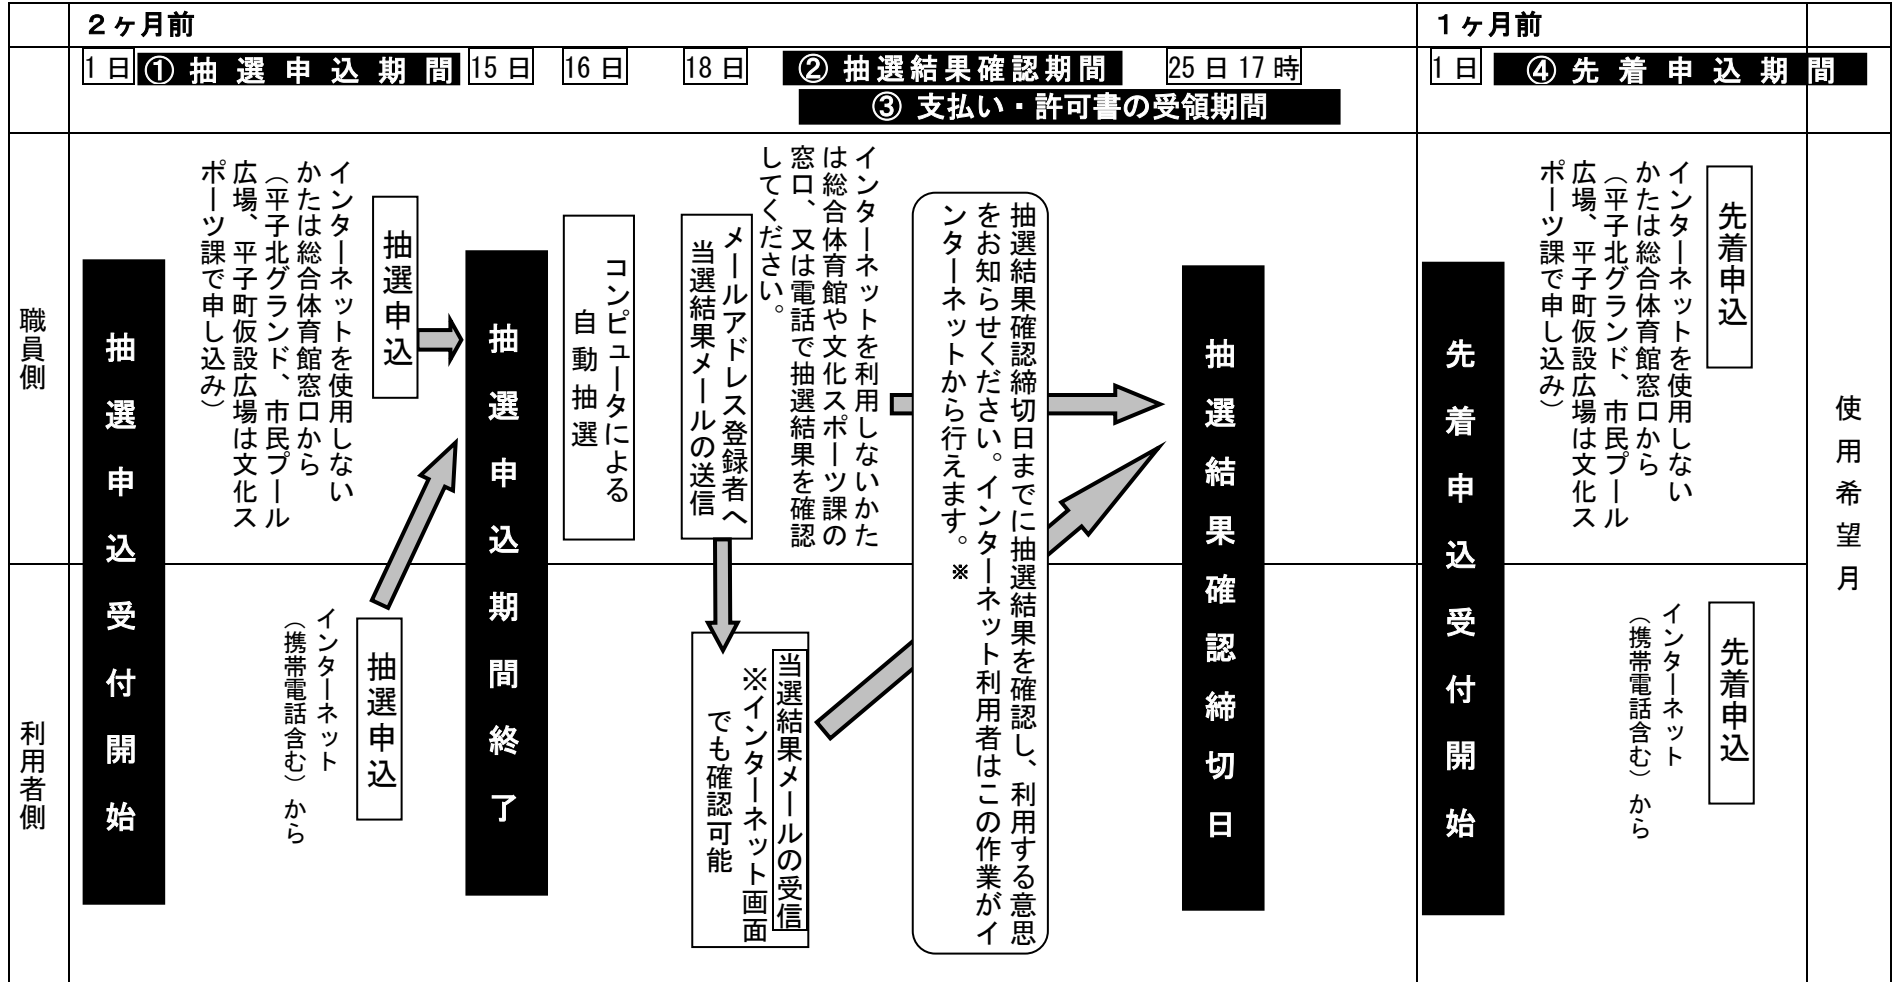 ２ヶ月前
１ヶ月前
1日
① 抽選申込期間
15日
16日
18日
② 抽選結果確認期間
25日17時
③ 支払い・許可書の受領期間
1日
④ 先着申込期間
職員側
利用者側
抽選申込受付開始
抽選申込
インターネットを使用しない
かたは総合体育館窓口から
（平子北グランド、市民プール
広場、平子町仮設広場は文化ス
ポーツ課で申し込み）
抽選申込
インターネット
（携帯電話含む）から
抽選申込期間終了
コンピュータによる
自動抽選
メールアドレス登録者へ
当選結果メールの送信
当選結果メールの受信
※インターネット画面
でも確認可能
インターネットを利用しないかた
は総合体育館や文化スポーツ課の
窓口、又は電話で抽選結果を確認
してください。
抽選結果確認締切日までに抽選結果を確認し、利用する意思
をお知らせください。インターネット利用者はこの作業がイ
ンターネットから行えます。※
抽選結果確認締切日
先着申込受付開始
先着申込
インターネットを使用しない
かたは総合体育館窓口から
（平子北グランド、市民プール
広場、平子町仮設広場は文化ス
ポーツ課で申し込み）
先着申込
インターネット
（携帯電話含む）から
使用希望月